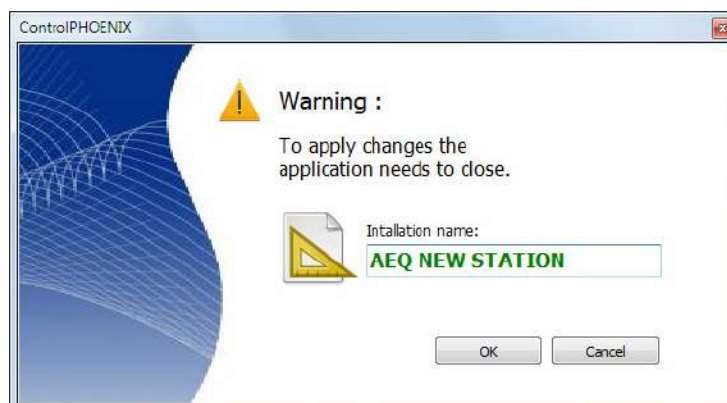 ControlPHOENIX
Warning :
To apply changes the
application needs to close.
Intallation name:
AEQ NEW STATION
OK
Cancel